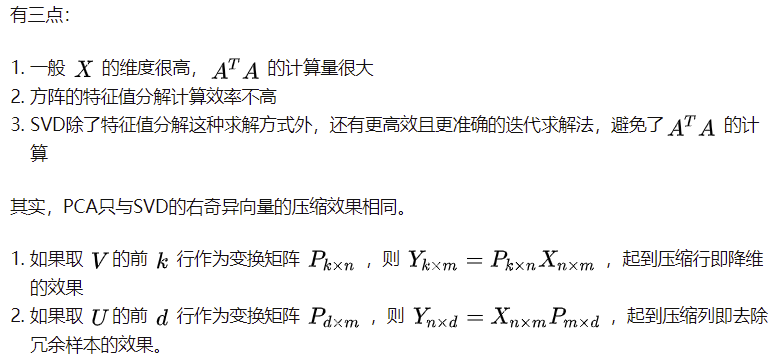 有三点：
1. 一般 $X$ 的维度很高， $A^T A$ 的计算量很大
2. 方阵的特征值分解计算效率不高
3. SVD除了特征值分解这种求解方式外，还有更高效且更准确的迭代求解法，避免了 $A^T A$ 的计
算
其实，PCA只与SVD的右奇异向量的压缩效果相同。
1. 如果取 $V$ 的前 $k$ 行作为变换矩阵 $P_{k \times n}$ ，则 $Y_{k \times m} = P_{k \times n} X_{n \times m}$ ，起到压缩行即降维
的效果
2. 如果取 $U$ 的前 $d$ 行作为变换矩阵 $P_{d \times m}$ ，则 $Y_{n \times d} = X_{n \times m} P_{m \times d}$ ，起到压缩列即去除
冗余样本的效果。